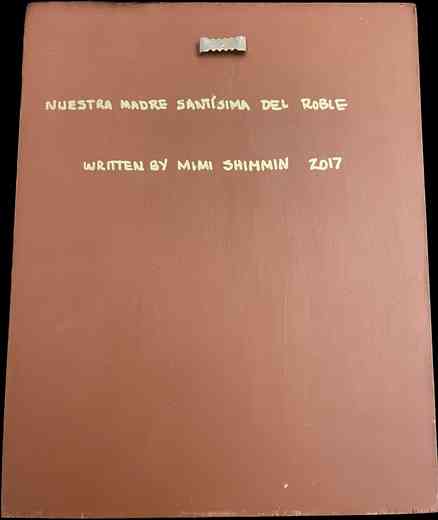 NUESTRA MADRE SANTÍSIMA DEL ROBLE
WRITTEN BY MIMI SHIMMIN 2017